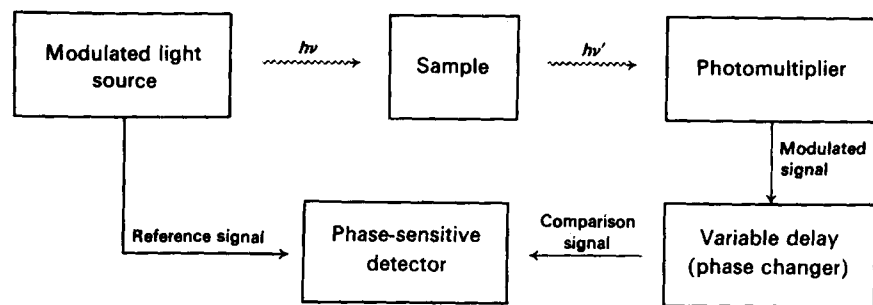 Modulated light
source
hν
Sample
hν'
Photomultiplier
Modulated
signal
Reference signal
Phase-sensitive
detector
Comparison
signal
Variable delay
(phase changer)